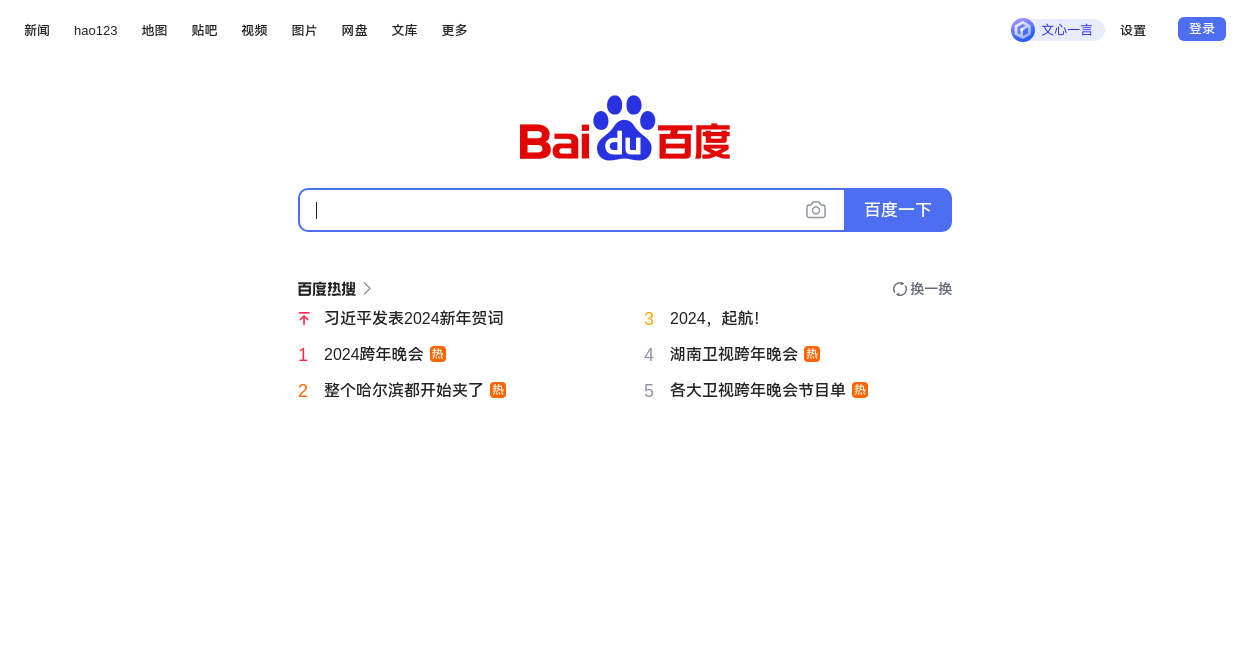 新闻 hao123 地图 贴吧 视频 图片 网盘 文库 更多 文心一言 设置 登录
Bai du 百度
百度一下
百度热搜 换一换
习近平发表2024新年贺词
1 2024跨年晚会 热
2 整个哈尔滨都开始夹了 热
3 2024，起航！
4 湖南卫视跨年晚会 热
5 各大卫视跨年晚会节目单 热